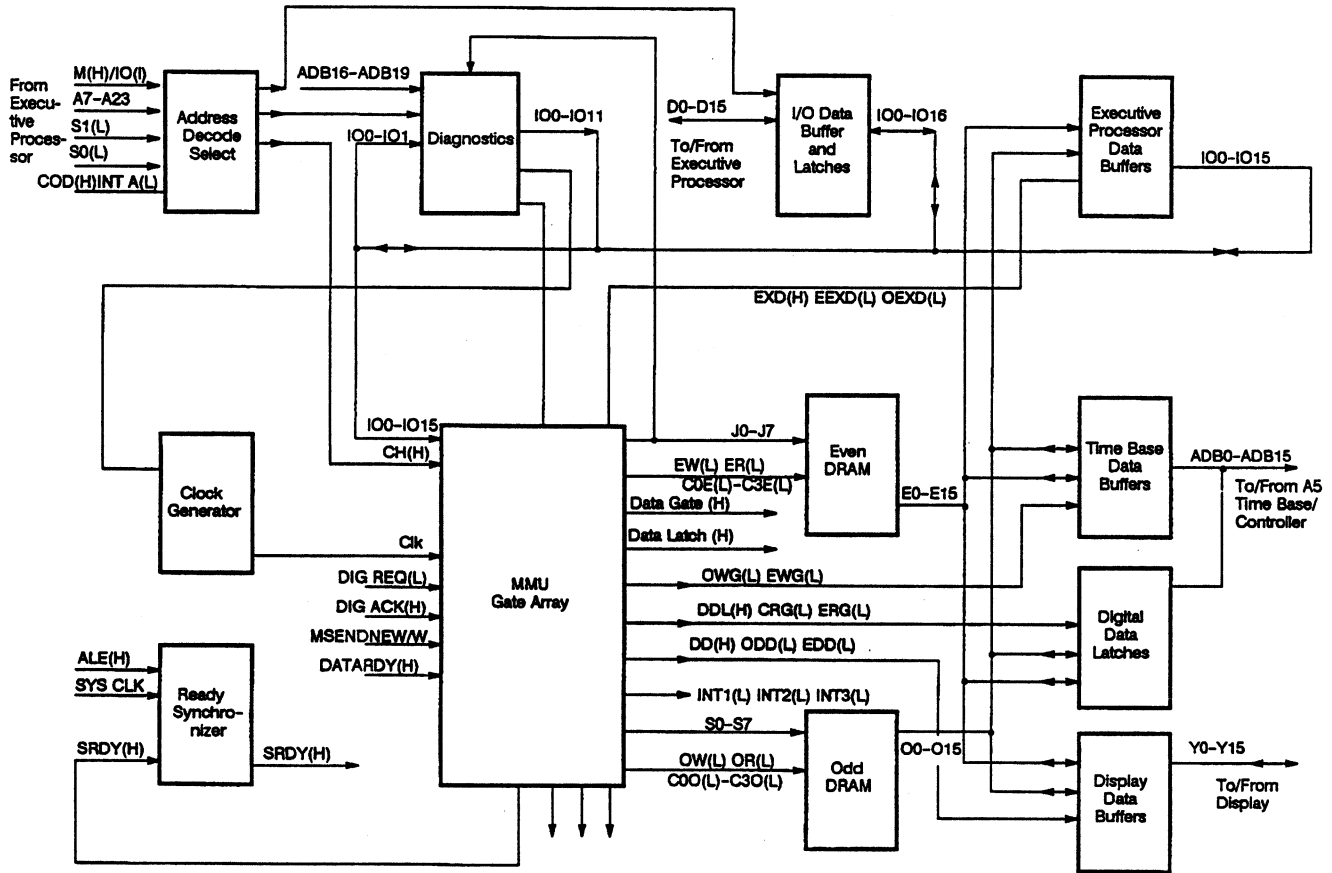 From
Execu-
tive
Proces-
sor
M(H)/IO(l)
A7–A23
S1(L)
S0(L)
COD(H)INT A(L)
Address
Decode
Select
ADB16–ADB19
IO0–IO1
Diagnostics
IO0–IO11
D0–D15
To/From
Executive
Processor
I/O Data
Buffer
and
Latches
IO0–IO16
Executive
Processor
Data
Buffers
IO0–IO15
EXD(H) EEXD(L) OEXD(L)
Clock
Generator
IO0–IO15
CH(H)
Clk
DIG REQ(L)
DIG ACK(H)
MSENDNEW/W
DATARDY(H)
MMU
Gate Array
J0–J7
EW(L) ER(L)
C0E(L)–C3E(L)
Data Gate (H)
Data Latch (H)
OWG(L) EWG(L)
DDL(H) CRG(L) ERG(L)
DD(H) ODD(L) EDD(L)
INT1(L) INT2(L) INT3(L)
S0–S7
OW(L) OR(L)
C0O(L)–C3O(L)
Even
DRAM
E0–E15
Time Base
Data
Buffers
ADB0–ADB15
To/From A5
Time Base/
Controller
Digital
Data
Latches
ALE(H)
SYS CLK
SRDY(H)
Ready
Synchro-
nizer
SRDY(H)
Odd
DRAM
O0–O15
Display
Data
Buffers
Y0–Y15
To/From
Display